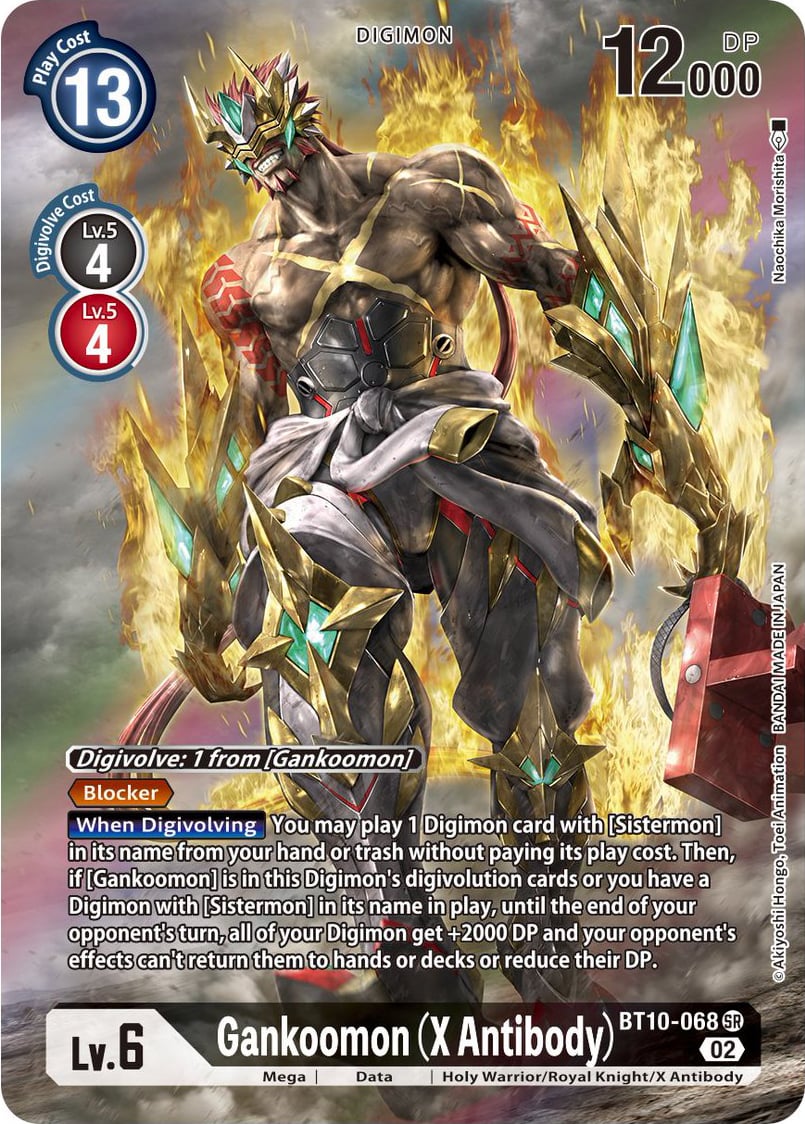 DIGIMON
Play Cost
13
12000
DP
Digivolve Cost
Lv.5
4
Lv.5
4
Naochika Morishita
Digivolve: 1 from [Gankoomon]
Blocker
When Digivolving You may play 1 Digimon card with [Sistermon]
in its name from your hand or trash without paying its play cost. Then,
if [Gankoomon] is in this Digimon's digivolution cards or you have a
Digimon with [Sistermon] in its name in play, until the end of your
opponent's turn, all of your Digimon get +2000 DP and your opponent's
effects can't return them to hands or decks or reduce their DP.
©Akiyoshi Hongo, Toei Animation BANDAI MADE IN JAPAN
Lv.6
Gankoomon (X Antibody)
BT10-068 SR
02
Mega | Data | Holy Warrior/Royal Knight/X Antibody